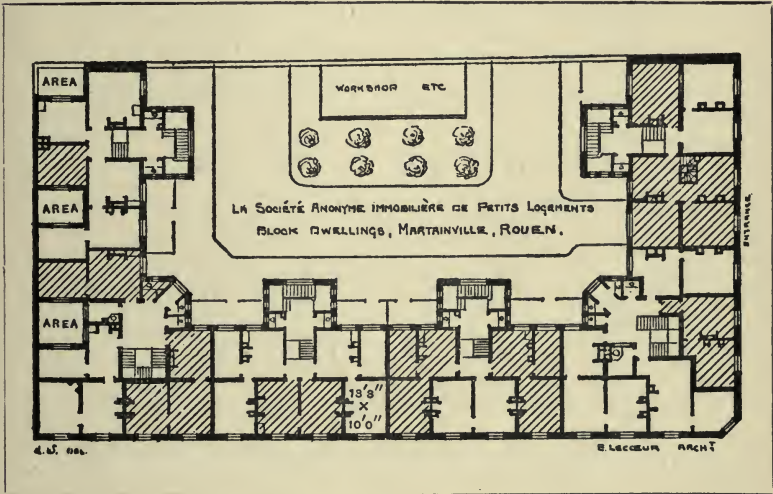 AREA
WORKSHOP ETC
AREA
LA SOCIÉTÉ ANONYME IMMOBILIÈRE DE PETITS LOGEMENTS
BLOCK DWELLINGS, MARTAINVILLE, ROUEN.
ENTRANCE
AREA
13'3"
X
10'0"
E. LECŒUR ARCHT